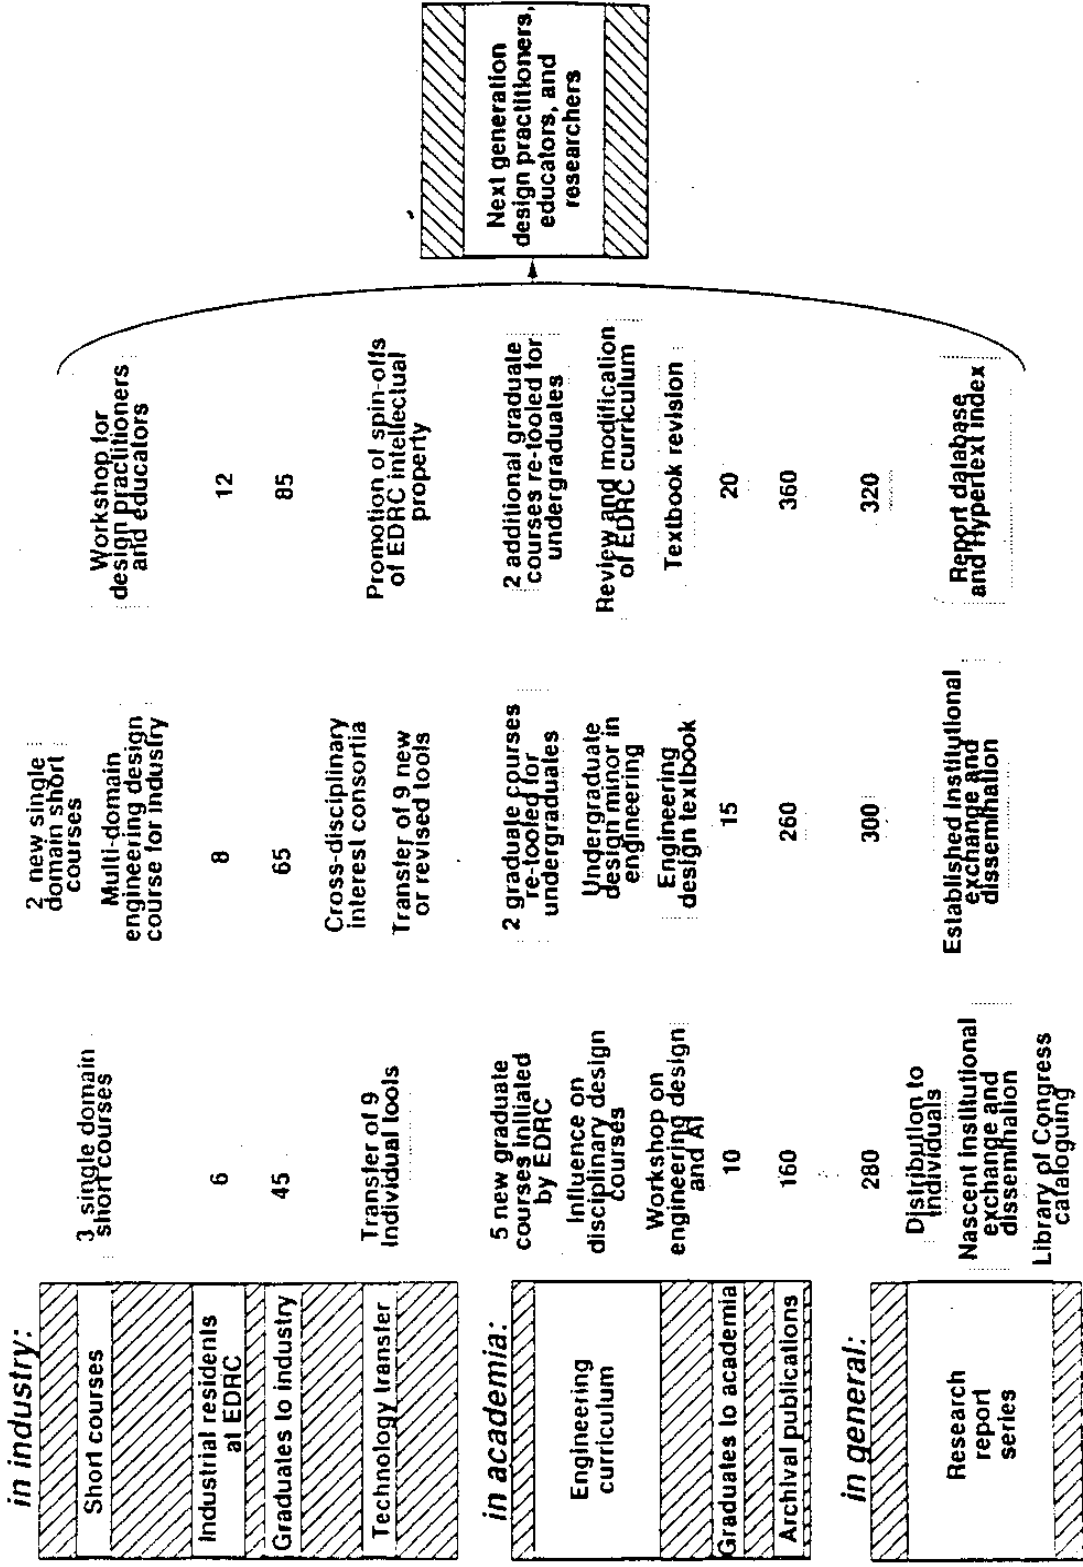 in industry:
Short courses
3 single domain
short courses
2 new single
domain short
courses
Multi-domain
engineering design
course for industry
Workshop for
design practitioners
and educators
Industrial residents
at EDRC
6
8
12
Graduates to industry
45
65
85
Technology transfer
Transfer of 9
individual tools
Cross-disciplinary
interest consortia
Transfer of 9 new
or revised tools
Promotion of spin-offs
of EDRC intellectual
property
in academia:
Engineering
curriculum
5 new graduate
courses initiated
by EDRC
Influence on
disciplinary design
courses
Workshop on
engineering design
and AI
2 graduate courses
re-tooled for
undergraduates
Undergraduate
design minor in
engineering
Engineering
design textbook
2 additional graduate
courses re-tooled for
undergraduates
Review and modification
of EDRC curriculum
Textbook revision
Graduates to academia
10
15
20
Archival publications
160
260
360
in general:
Research
report
series
280
300
320
Distribution to
individuals
Nascent institutional
exchange and
dissemination
Library of Congress
cataloguing
Established institutional
exchange and
dissemination
Report database
and Hypertext index
Next generation
design practitioners,
educators, and
researchers